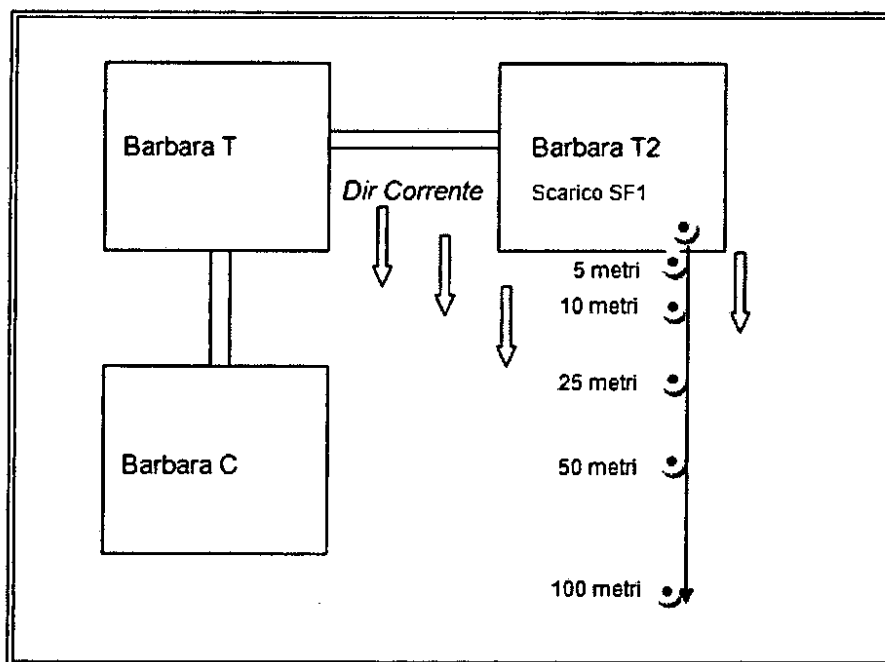 Barbara T
Barbara T2
Dir Corrente
Scarico SF1
5 metri
10 metri
25 metri
50 metri
Barbara C
100 metri